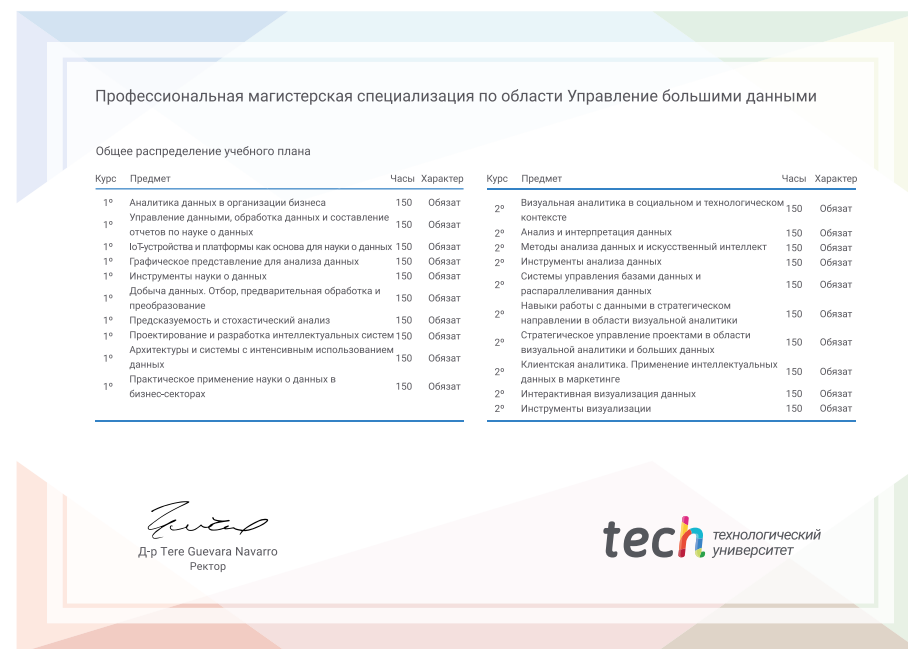 Профессиональная магистерская специализация по области Управление большими данными
Общее распределение учебного плана
Курс Предмет Часы Характер
1º Аналитика данных в организации бизнеса 150 Обязат
1º Управление данными, обработка данных и составление 150 Обязат
отчетов по науке о данных
1º IoT-устройства и платформы как основа для науки о данных 150 Обязат
1º Графическое представление для анализа данных 150 Обязат
1º Инструменты науки о данных 150 Обязат
1º Добыча данных. Отбор, предварительная обработка и 150 Обязат
преобразование
1º Предсказуемость и стохастический анализ 150 Обязат
1º Проектирование и разработка интеллектуальных систем 150 Обязат
1º Архитектуры и системы с интенсивным использованием 150 Обязат
данных
1º Практическое применение науки о данных в 150 Обязат
бизнес-секторах
Курс Предмет Часы Характер
2º Визуальная аналитика в социальном и технологическом 150 Обязат
контексте
2º Анализ и интерпретация данных 150 Обязат
2º Методы анализа данных и искусственный интеллект 150 Обязат
2º Инструменты анализа данных 150 Обязат
2º Системы управления базами данных и 150 Обязат
распараллеливания данных
2º Навыки работы с данными в стратегическом 150 Обязат
направлении в области визуальной аналитики
2º Стратегическое управление проектами в области 150 Обязат
визуальной аналитики и больших данных
2º Клиентская аналитика. Применение интеллектуальных 150 Обязат
данных в маркетинге
2º Интерактивная визуализация данных 150 Обязат
2º Инструменты визуализации 150 Обязат
Д-р Tere Guevara Navarro
Ректор
tech технологический
университет